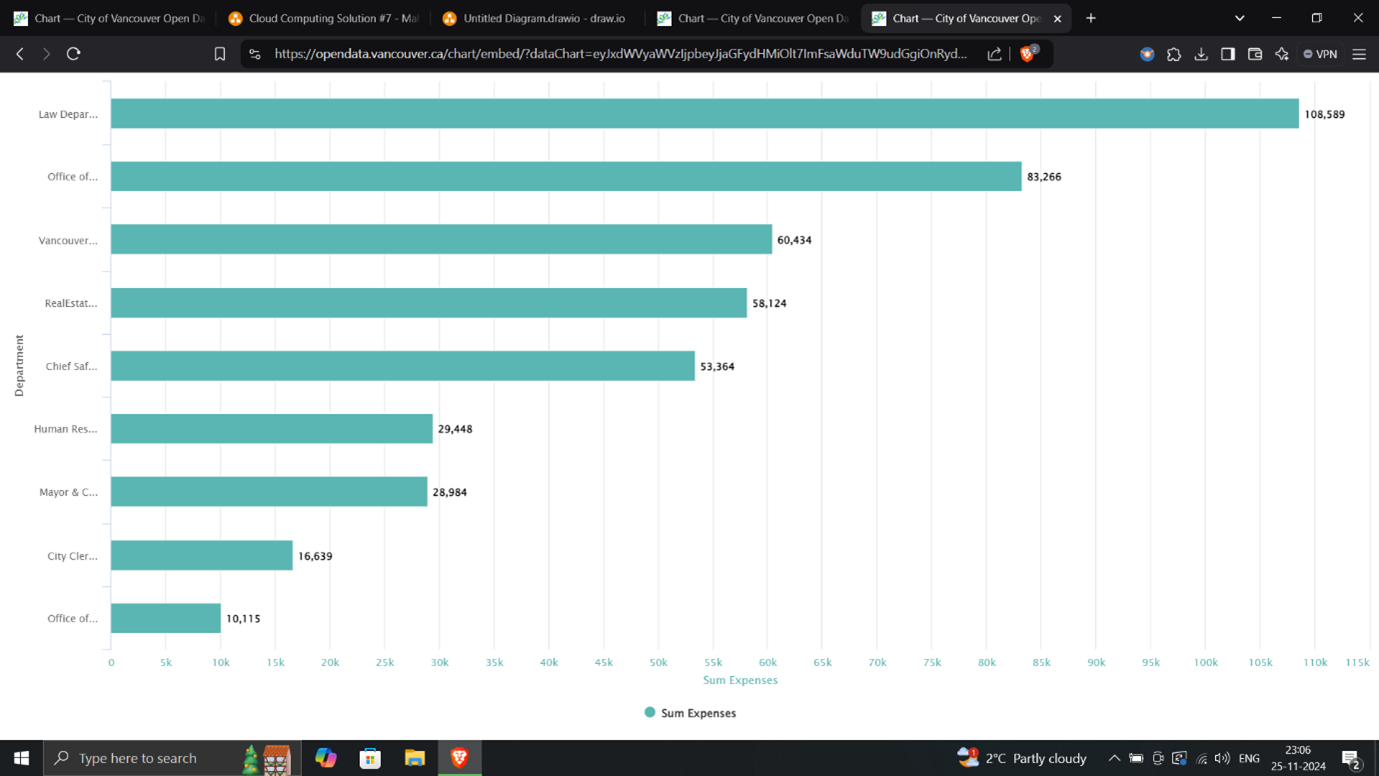 Chart — City of Vancouver Open Da
Cloud Computing Solution #7 - Mal
Untitled Diagram.drawio - draw.io
Chart — City of Vancouver Open Da
Chart — City of Vancouver Ope
https://opendata.vancouver.ca/chart/embed/?dataChart=eyJxdWVyaWVzIjpbeyJjaGFydHMiOlt7ImFsaWduTW9udGgiOnRyd...
2
VPN
Department
Law Depar...
108,589
Office of...
83,266
Vancouver...
60,434
RealEstat...
58,124
Chief Saf...
53,364
Human Res...
29,448
Mayor & C...
28,984
City Cler...
16,639
Office of...
10,115
0 5k 10k 15k 20k 25k 30k 35k 40k 45k 50k 55k 60k 65k 70k 75k 80k 85k 90k 95k 100k 105k 110k 115k
Sum Expenses
Sum Expenses
Type here to search
1
2°C Partly cloudy
ENG
23:06
25-11-2024
2